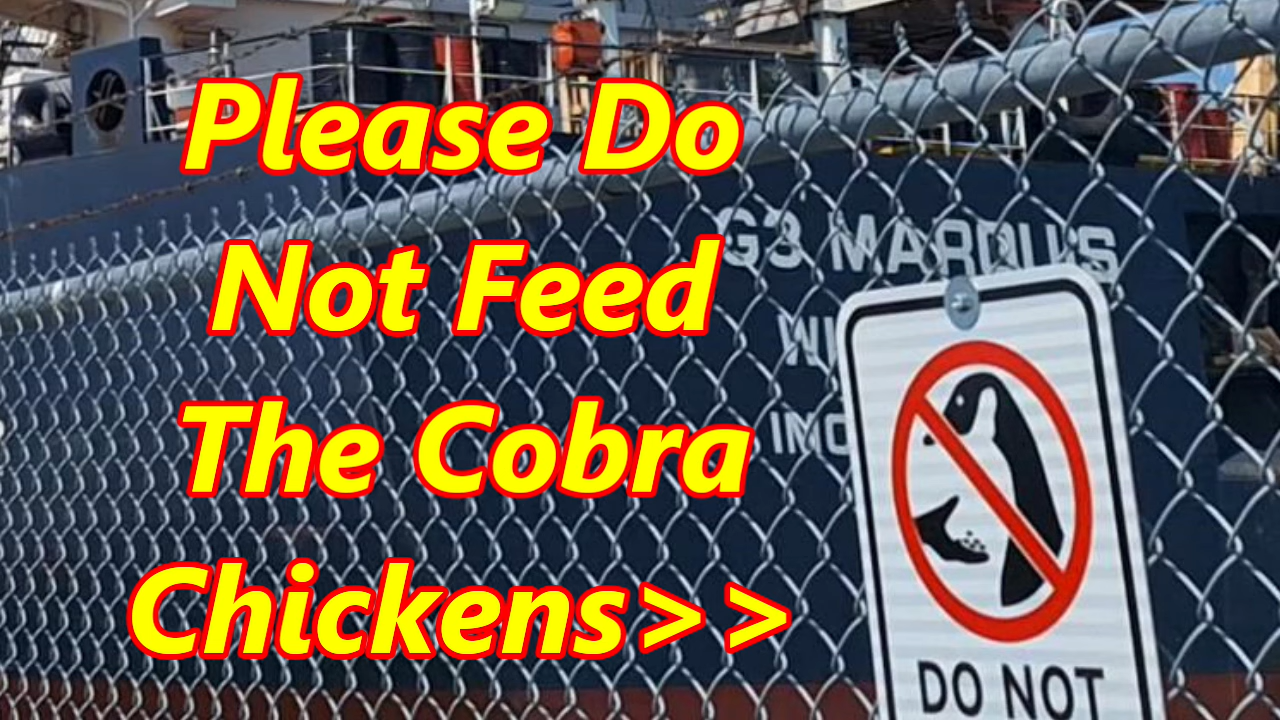 Please Do
Not Feed
The Cobra
Chickens>>
G3 MARQUIS
DO NOT